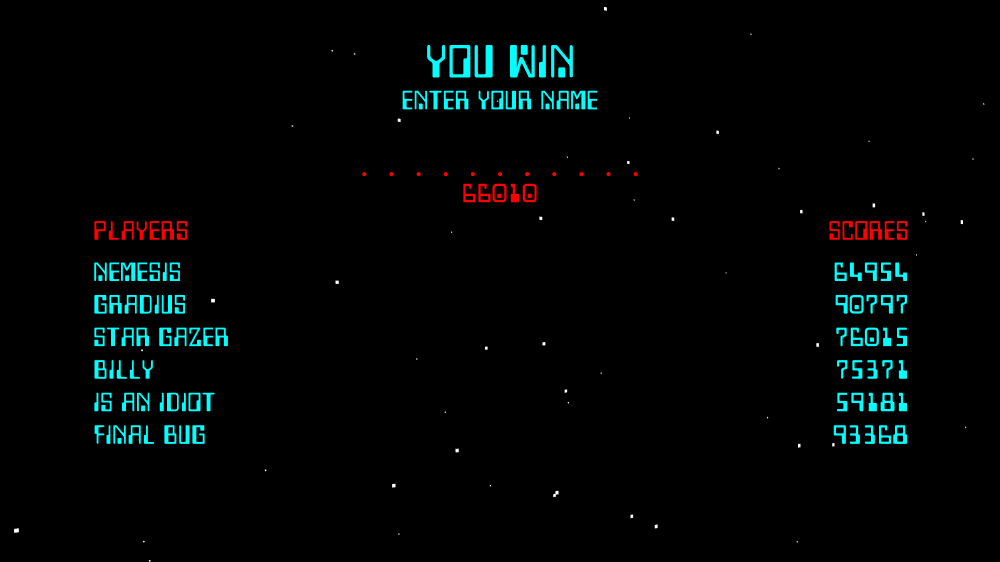 YOU WIN
ENTER YOUR NAME
. . . . . . . . . . .
66010
PLAYERS SCORES
NEMESIS 64954
GRADIUS 90797
STAR GAZER 76015
BILLY 75371
IS AN IDIOT 59181
FINAL BUG 93368